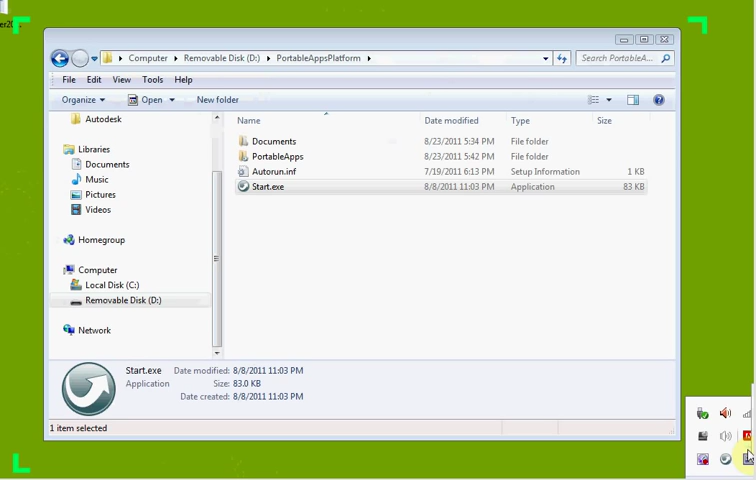 Computer Removable Disk (D:) PortableAppsPlatform Search PortableA...
File Edit View Tools Help
Organize Open New folder
Autodesk
Libraries
Documents
Music
Pictures
Videos
Homegroup
Computer
Local Disk (C:)
Removable Disk (D:)
Network
Name Date modified Type Size
Documents 8/23/2011 5:34 PM File folder
PortableApps 8/23/2011 5:42 PM File folder
Autorun.inf 7/19/2011 6:13 PM Setup Information 1 KB
Start.exe 8/8/2011 11:03 PM Application 83 KB
Start.exe Date modified: 8/8/2011 11:03 PM
Application Size: 83.0 KB
Date created: 8/8/2011 11:03 PM
1 item selected